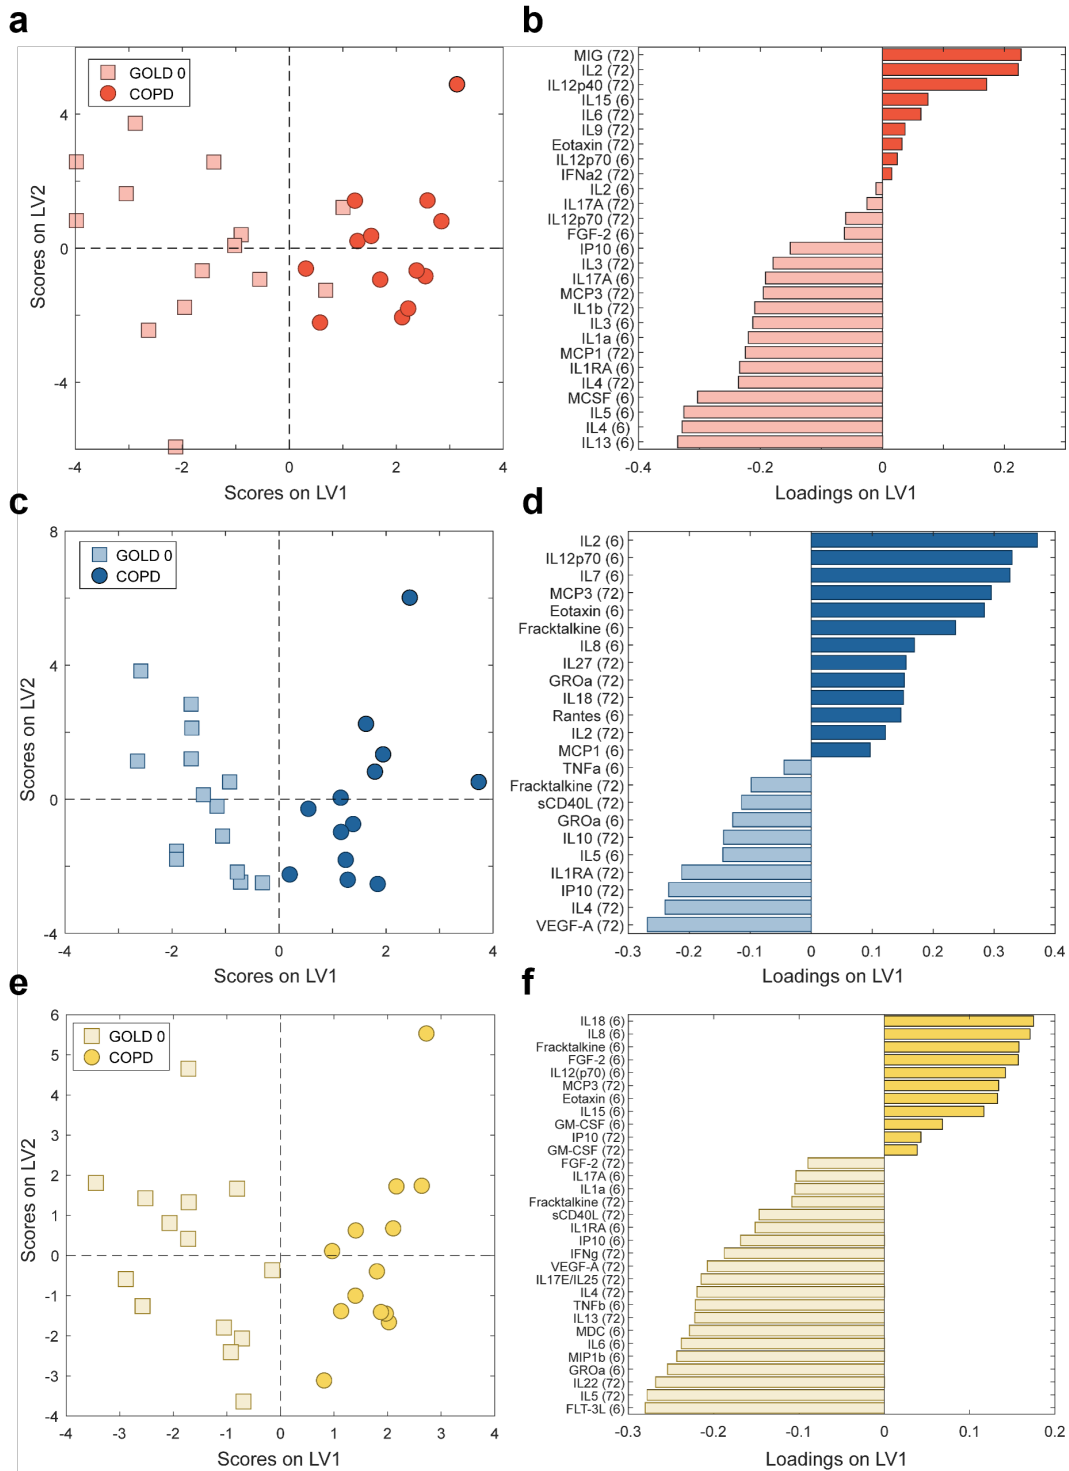 a
GOLD 0
COPD
4
0
-4
-4
-2
0
2
4
Scores on LV2
Scores on LV1
b
MIG (72)
IL2 (72)
IL12p40 (72)
IL15 (6)
IL6 (72)
IL9 (72)
Eotaxin (72)
IL12p70 (6)
IFNa2 (72)
IL2 (6)
IL17A (72)
IL12p70 (72)
FGF-2 (6)
IP10 (6)
IL3 (72)
IL17A (6)
MCP3 (72)
IL1b (72)
IL3 (6)
IL1a (6)
MCP1 (72)
IL1RA (6)
IL4 (72)
MCSF (6)
IL5 (6)
IL4 (6)
IL13 (6)
-0.4
-0.2
0
0.2
Loadings on LV1
c
GOLD 0
COPD
8
4
0
-4
-4
-2
0
2
4
Scores on LV2
Scores on LV1
d
IL2 (6)
IL12p70 (6)
IL7 (6)
MCP3 (72)
Eotaxin (6)
Fracktalkine (6)
IL8 (6)
IL27 (72)
GROa (72)
IL18 (72)
Rantes (6)
IL2 (72)
MCP1 (6)
TNFa (6)
Fracktalkine (72)
sCD40L (72)
GROa (6)
IL10 (72)
IL5 (6)
IL1RA (72)
IP10 (72)
IL4 (72)
VEGF-A (72)
-0.3
-0.2
-0.1
0
0.1
0.2
0.3
0.4
Loadings on LV1
e
GOLD 0
COPD
6
5
4
3
2
1
0
-1
-2
-3
-4
-4
-3
-2
-1
0
1
2
3
4
Scores on LV2
Scores on LV1
f
IL18 (6)
IL8 (6)
Fracktalkine (6)
FGF-2 (6)
IL12(p70) (6)
MCP3 (72)
Eotaxin (6)
IL15 (6)
GM-CSF (6)
IP10 (72)
GM-CSF (72)
FGF-2 (72)
IL17A (6)
IL1a (6)
Fracktalkine (72)
sCD40L (72)
IL1RA (6)
IP10 (6)
IFNg (72)
VEGF-A (72)
IL17E/IL25 (72)
IL4 (72)
TNFb (6)
IL13 (72)
MDC (6)
IL6 (6)
MIP1b (6)
GROa (6)
IL22 (72)
IL5 (72)
FLT-3L (6)
-0.3
-0.2
-0.1
0
0.1
0.2
Loadings on LV1